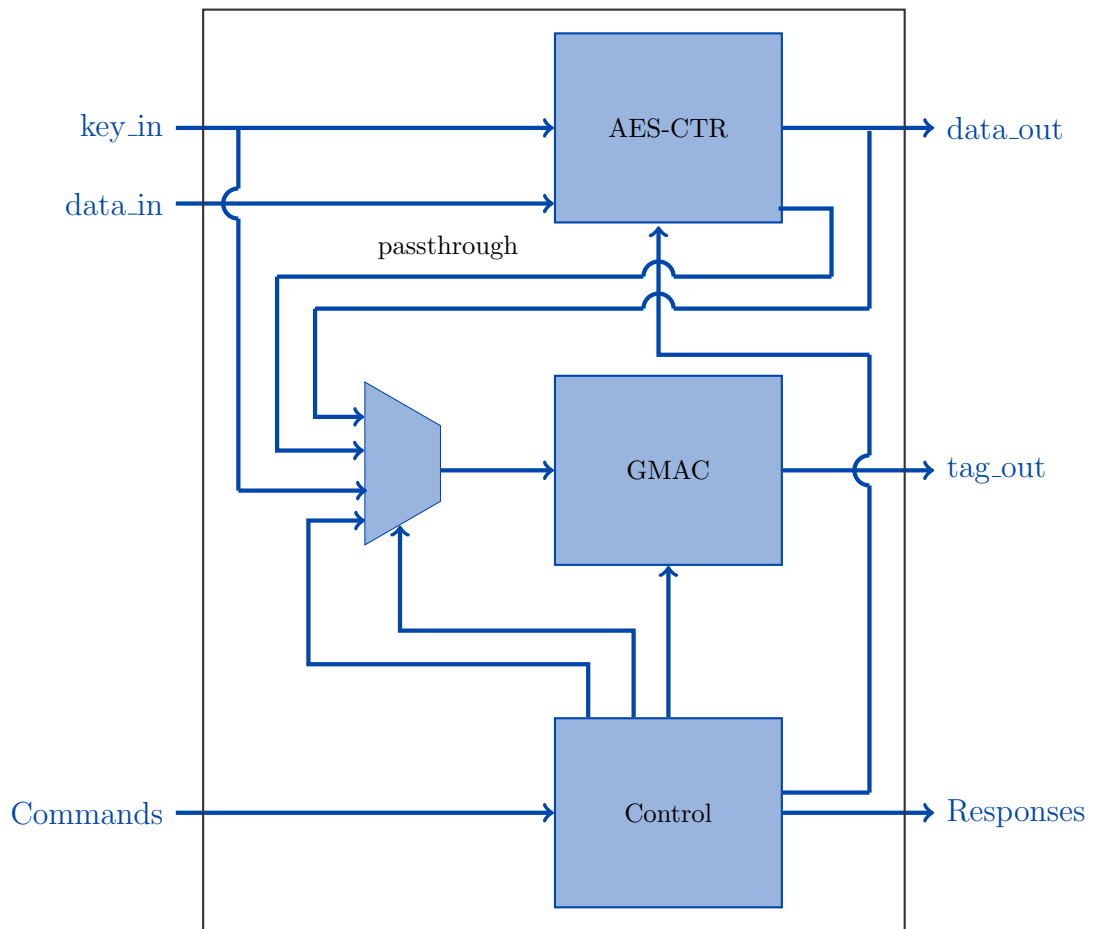 key_in
AES-CTR
data_out
data_in
passthrough
GMAC
tag_out
Commands
Control
Responses